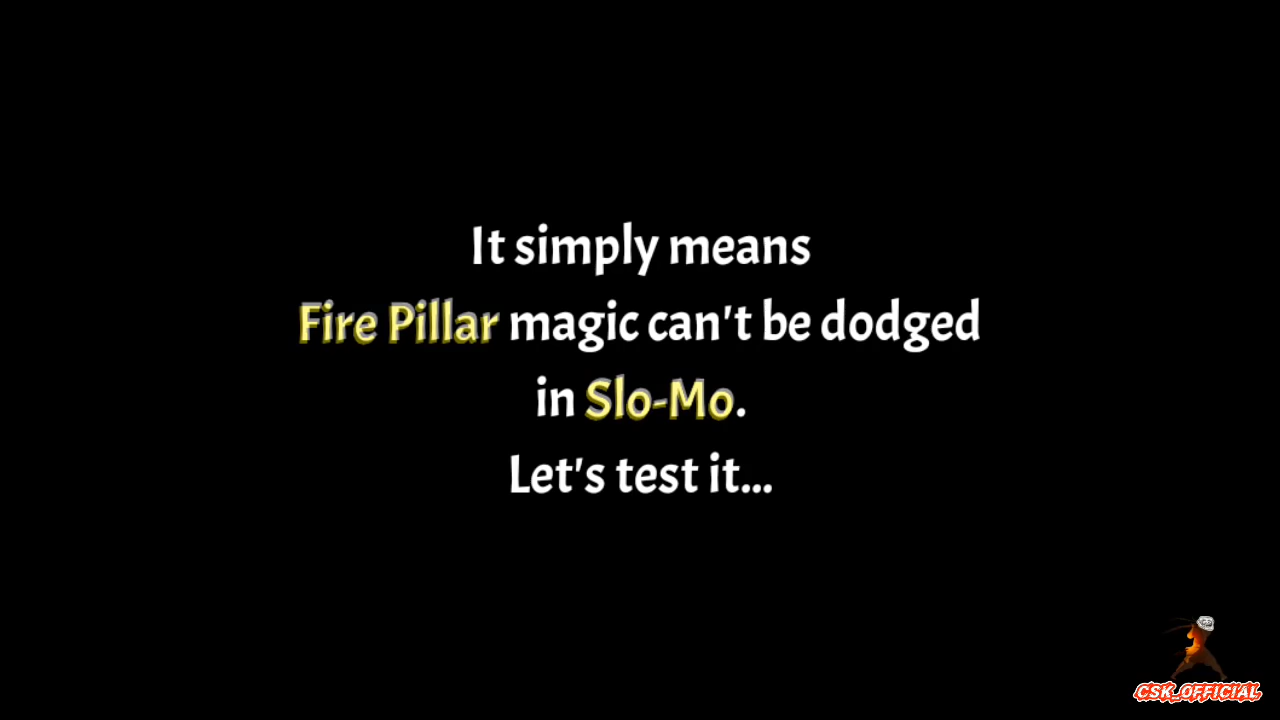 It simply means
Fire Pillar magic can't be dodged
in Slo-Mo.
Let's test it...
CSK_OFFICIAL